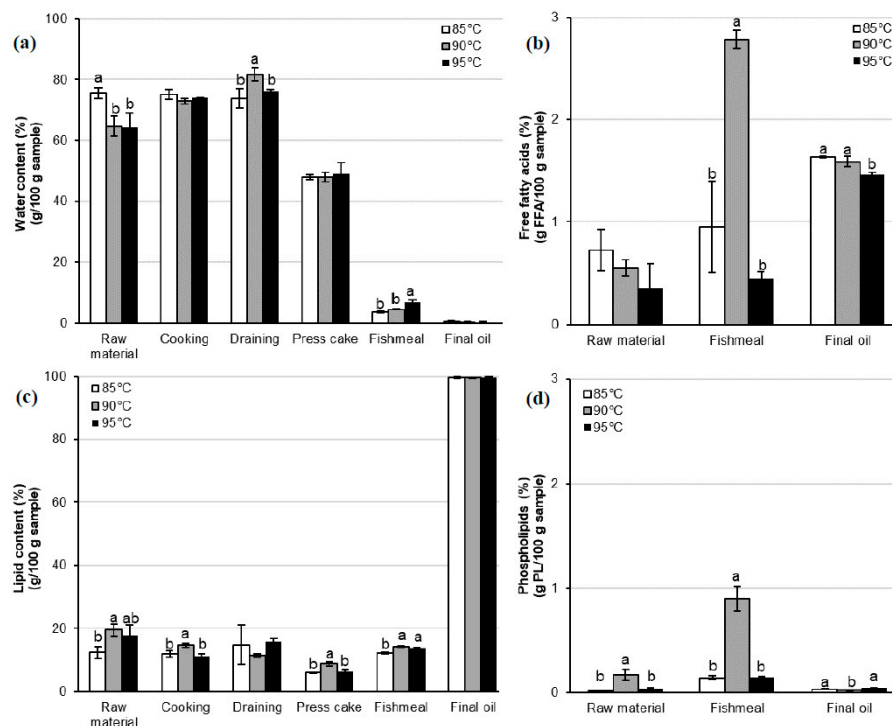 (a)
100
80
60
40
20
0
Water content (%)
(g/100 g sample)
85°C
90°C
95°C
a
b b
a
b b
b b a
Raw material
Cooking
Draining
Press cake
Fishmeal
Final oil
(b)
3
2
1
0
Free fatty acids (%)
(g FFA/100 g sample)
85°C
90°C
95°C
a
b
b
a a
b
Raw material
Fishmeal
Final oil
(c)
100
80
60
40
20
0
Lipid content (%)
(g/100 g sample)
85°C
90°C
95°C
b a ab
b a b
b a b
b a a
Raw
material
Cooking
Draining
Press cake
Fishmeal
Final oil
(d)
3
2
1
0
Phospholipids (%)
(g PL/100 g sample)
85°C
90°C
95°C
b a b
b a b
a b a
Raw material
Fishmeal
Final oil